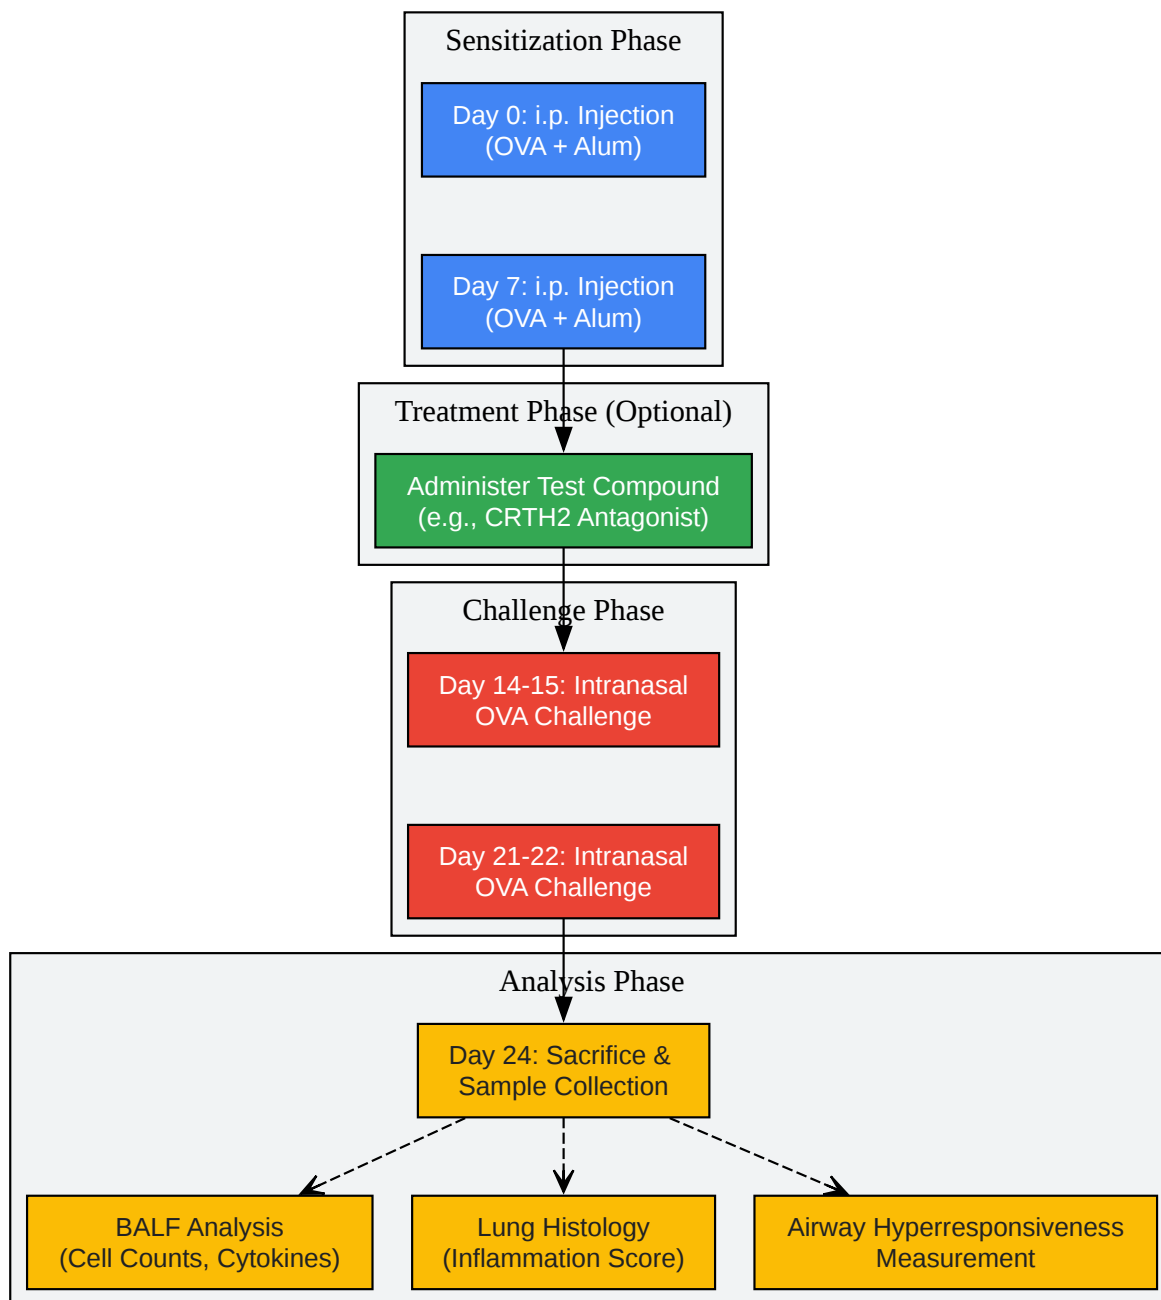 Sensitization Phase
Day 0: i.p. Injection
(OVA + Alum)
Day 7: i.p. Injection
(OVA + Alum)
Treatment Phase (Optional)
Administer Test Compound
(e.g., CRTH2 Antagonist)
Challenge Phase
Day 14-15: Intranasal
OVA Challenge
Day 21-22: Intranasal
OVA Challenge
Analysis Phase
Day 24: Sacrifice &
Sample Collection
BALF Analysis
(Cell Counts, Cytokines)
Lung Histology
(Inflammation Score)
Airway Hyperresponsiveness
Measurement